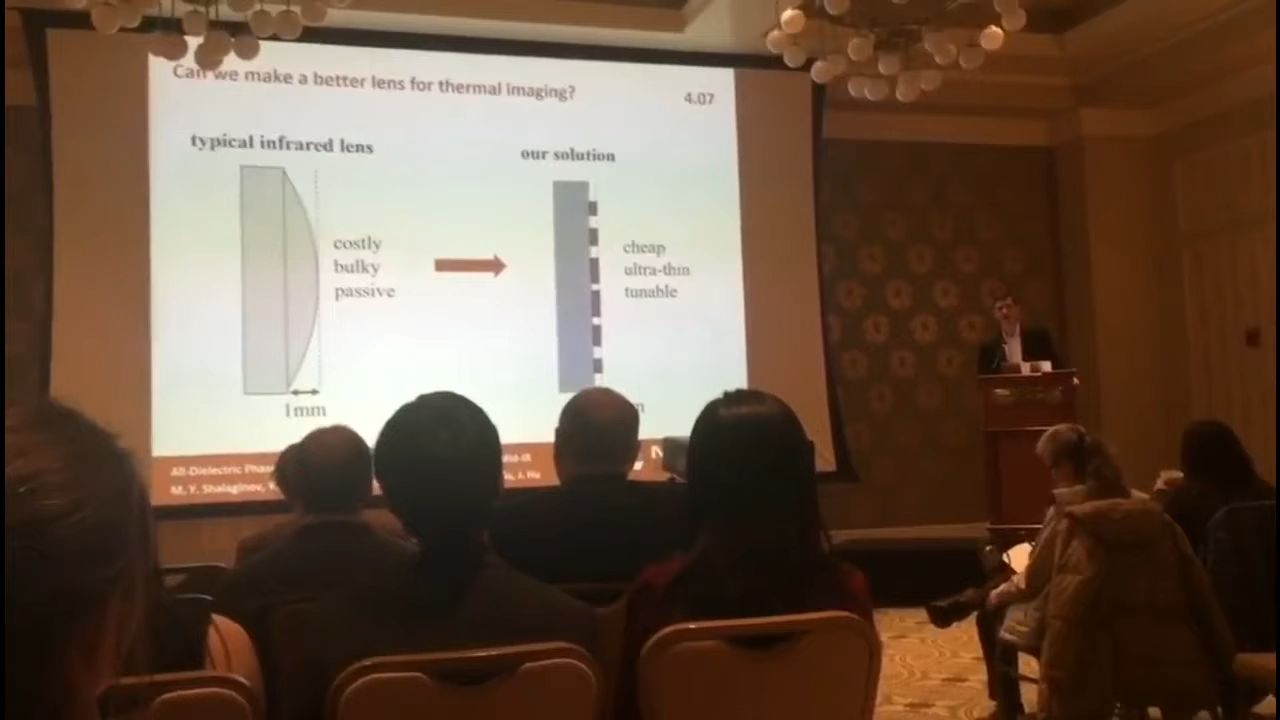 Can we make a better lens for thermal imaging?
4.07
typical infrared lens
our solution
costly
bulky
passive
cheap
ultra-thin
tunable
1mm
All-Dielectric
M. Y. Shalaginov,
J. Hu